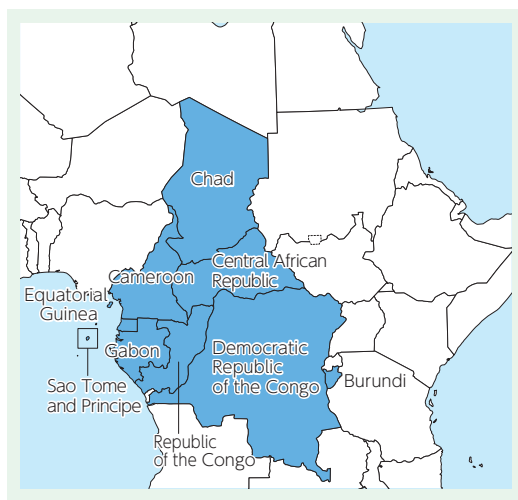 Chad
Central African
Republic
Cameroon
Equatorial
Guinea
Gabon
Democratic
Republic
of the Congo
Burundi
Sao Tome
and Principe
Republic
of the Congo